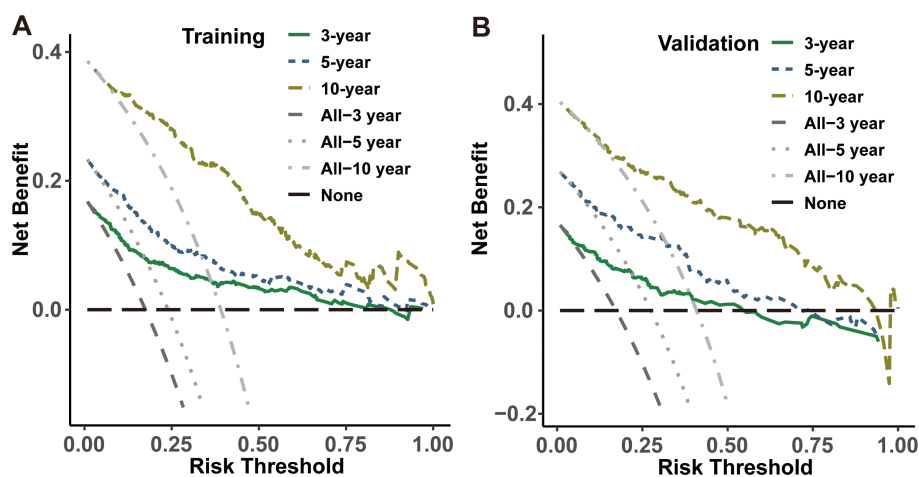 A
Training
3-year
5-year
10-year
All−3 year
All−5 year
All−10 year
None
Net Benefit
0.4
0.2
0.0
0.00
0.25
0.50
0.75
1.00
Risk Threshold
B
Validation
3-year
5-year
10-year
All−3 year
All−5 year
All−10 year
None
Net Benefit
0.4
0.2
0.0
−0.2
0.00
0.25
0.50
0.75
1.00
Risk Threshold